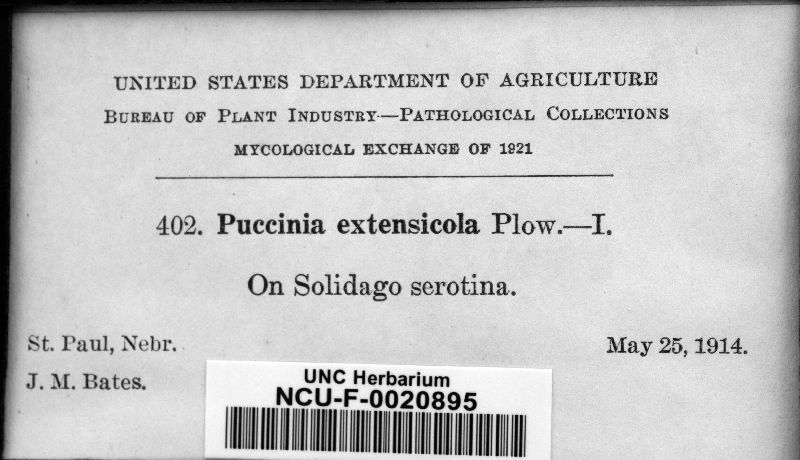 UNITED STATES DEPARTMENT OF AGRICULTURE
BUREAU OF PLANT INDUSTRY—PATHOLOGICAL COLLECTIONS
MYCOLOGICAL EXCHANGE OF 1921
402. Puccinia extensicola Plow.—I.
On Solidago serotina.
St. Paul, Nebr.
May 25, 1914.
J. M. Bates.
UNC Herbarium
NCU-F-0020895